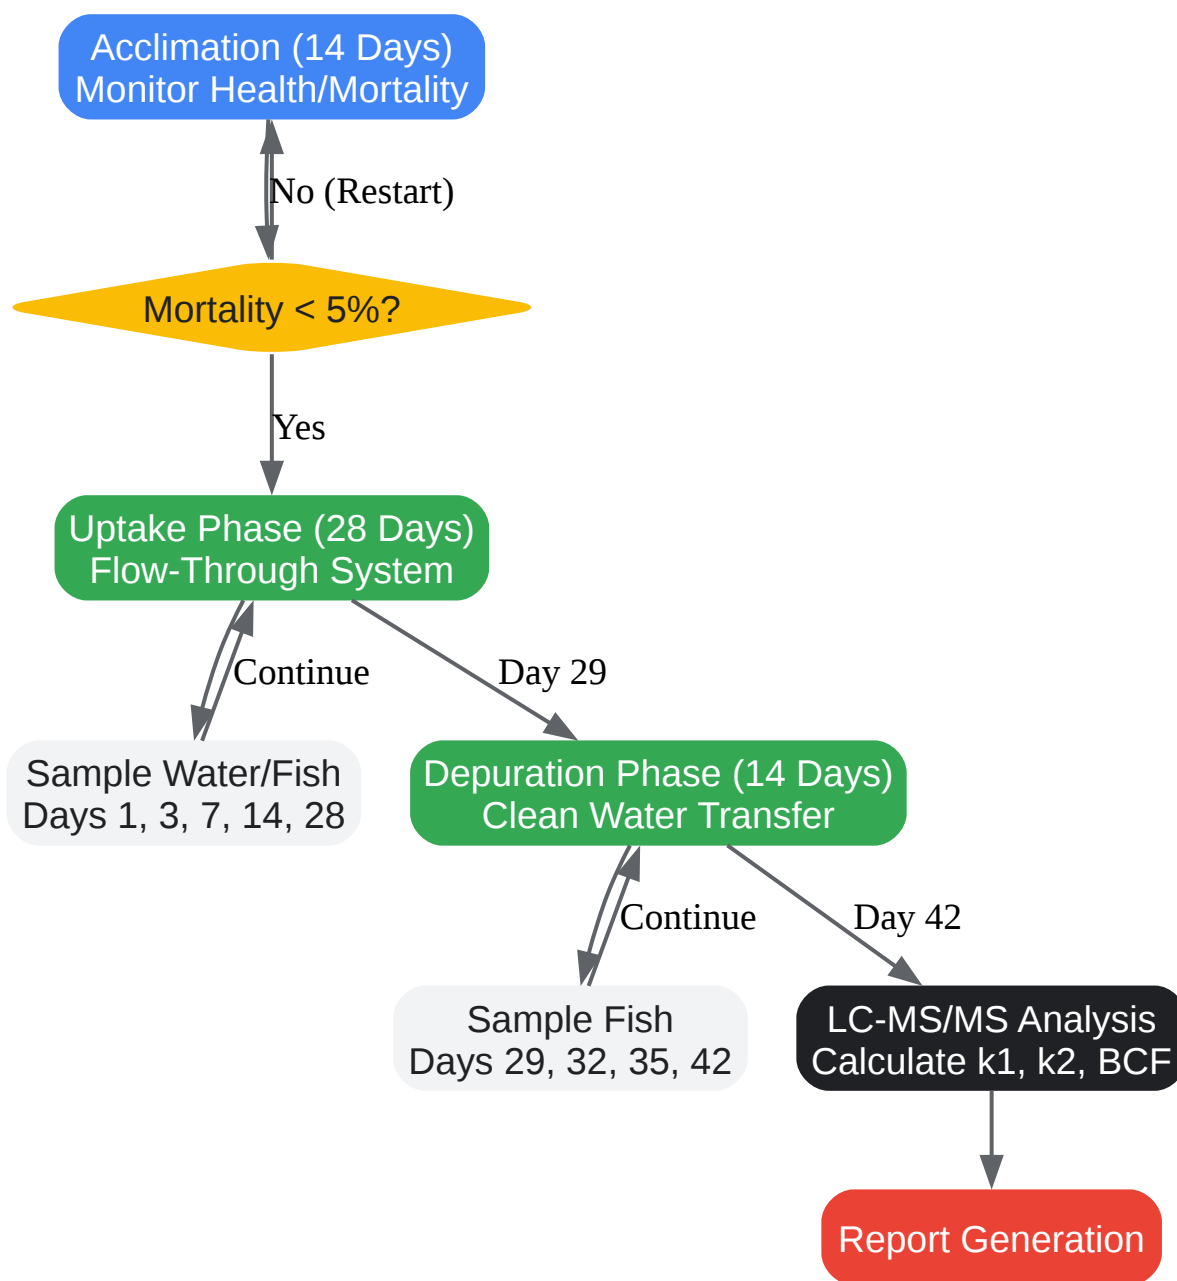 Acclimation (14 Days)
Monitor Health/Mortality
No (Restart)
Mortality < 5%?
Yes
Uptake Phase (28 Days)
Flow-Through System
Continue
Day 29
Sample Water/Fish
Days 1, 3, 7, 14, 28
Depuration Phase (14 Days)
Clean Water Transfer
Continue
Day 42
Sample Fish
Days 29, 32, 35, 42
LC-MS/MS Analysis
Calculate k1, k2, BCF
Report Generation